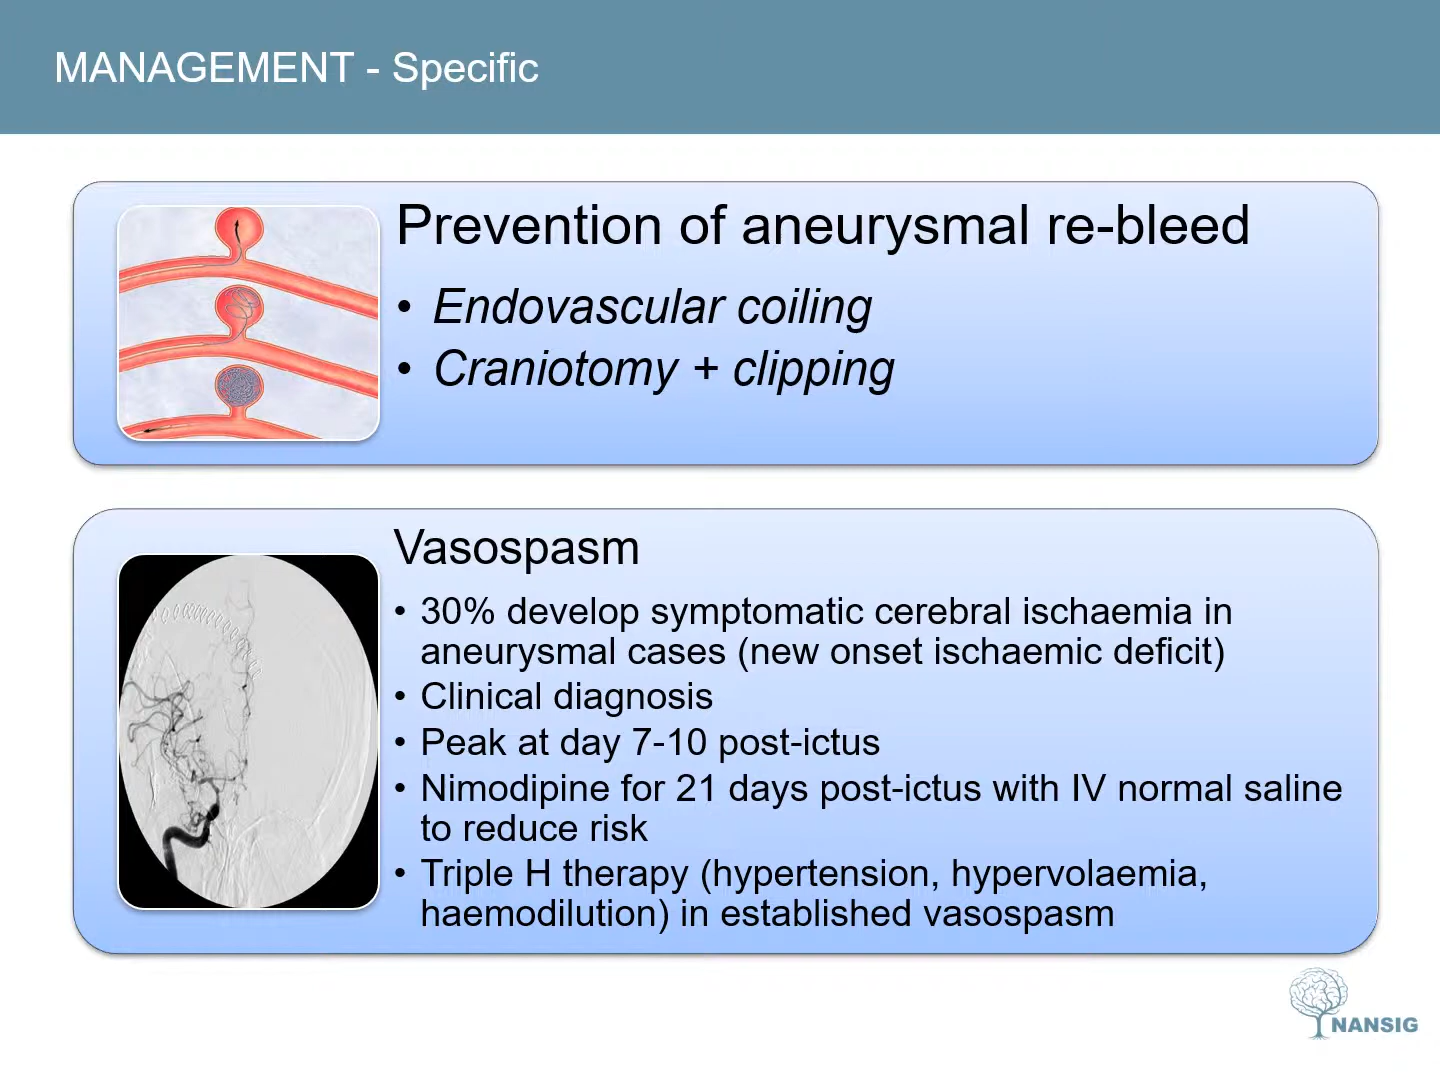 MANAGEMENT - Specific
Prevention of aneurysmal re-bleed
• Endovascular coiling
• Craniotomy + clipping
Vasospasm
• 30% develop symptomatic cerebral ischaemia in
aneurysmal cases (new onset ischaemic deficit)
• Clinical diagnosis
• Peak at day 7-10 post-ictus
• Nimodipine for 21 days post-ictus with IV normal saline
to reduce risk
• Triple H therapy (hypertension, hypervolaemia,
haemodilution) in established vasospasm
NANSIG